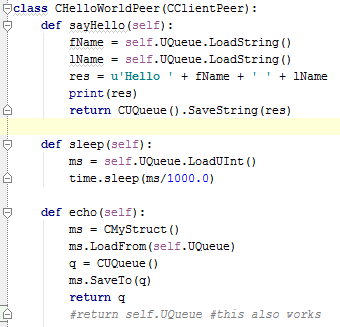 class CHelloWorldPeer(CClientPeer):
    def sayHello(self):
        fName = self.UQueue.LoadString()
        lName = self.UQueue.LoadString()
        res = u'Hello ' + fName + ' ' + lName
        print(res)
        return CUQueue().SaveString(res)

    def sleep(self):
        ms = self.UQueue.LoadUInt()
        time.sleep(ms/1000.0)

    def echo(self):
        ms = CMyStruct()
        ms.LoadFrom(self.UQueue)
        q = CUQueue()
        ms.SaveTo(q)
        return q
        #return self.UQueue #this also works